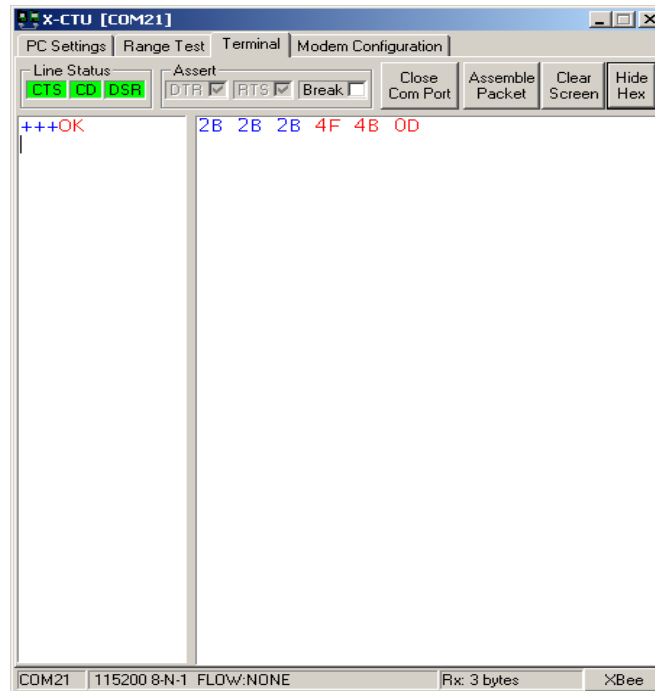 X-CTU [COM21]
PC Settings Range Test Terminal Modem Configuration
Line Status Assert
CTS CD DSR DTR RTS Break
Close Com Port
Assemble Packet
Clear Screen
Hide Hex
+++OK 2B 2B 2B 4F 4B 0D
COM21 115200 8-N-1 FLOW:NONE Rx: 3 bytes XBee